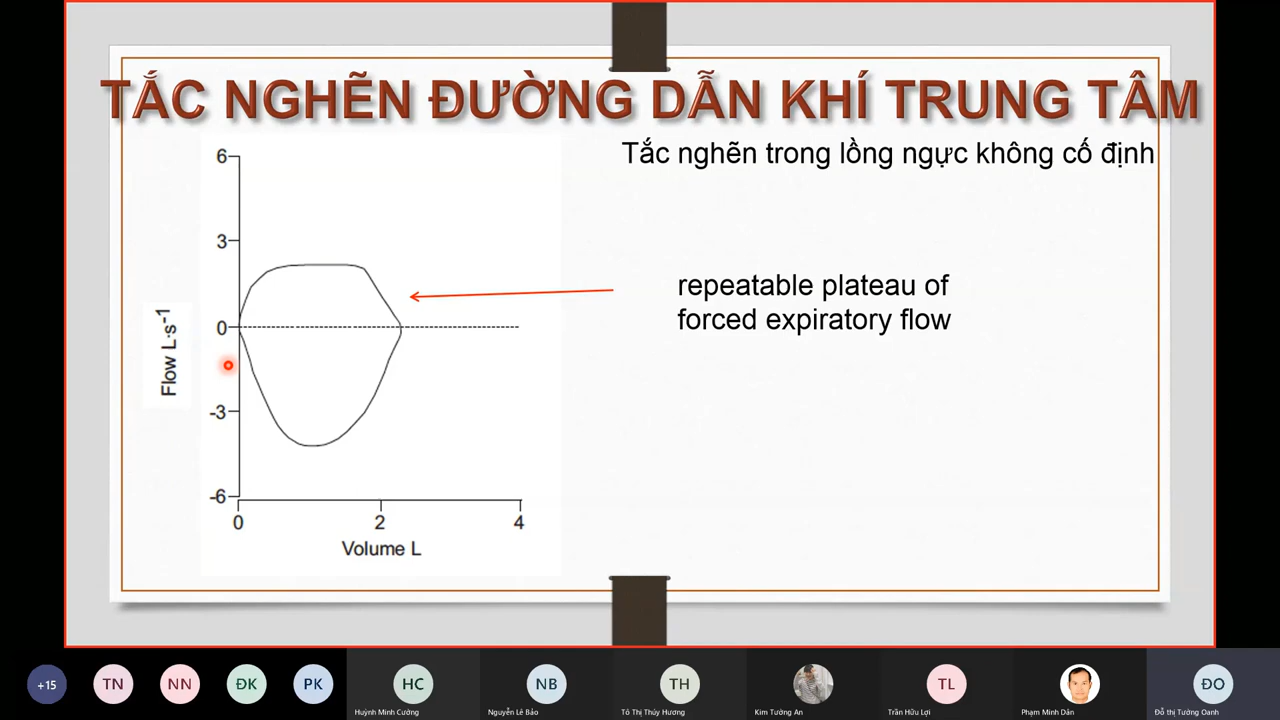 TẮC NGHẼN ĐƯỜNG DẪN KHÍ TRUNG TÂM
Tắc nghẽn trong lồng ngực không cố định
6
3
0
-3
-6
Flow L·s-1
0 2 4
Volume L
repeatable plateau of
forced expiratory flow
+15
TN
NN
ĐK
PK
HC
Huỳnh Minh Cường
NB
Nguyễn Lê Bảo
TH
Tô Thị Thúy Hương
Kim Tường An
TL
Trần Hữu Lợi
Phạm Minh Dân
ĐO
Đỗ thị Tường Oanh